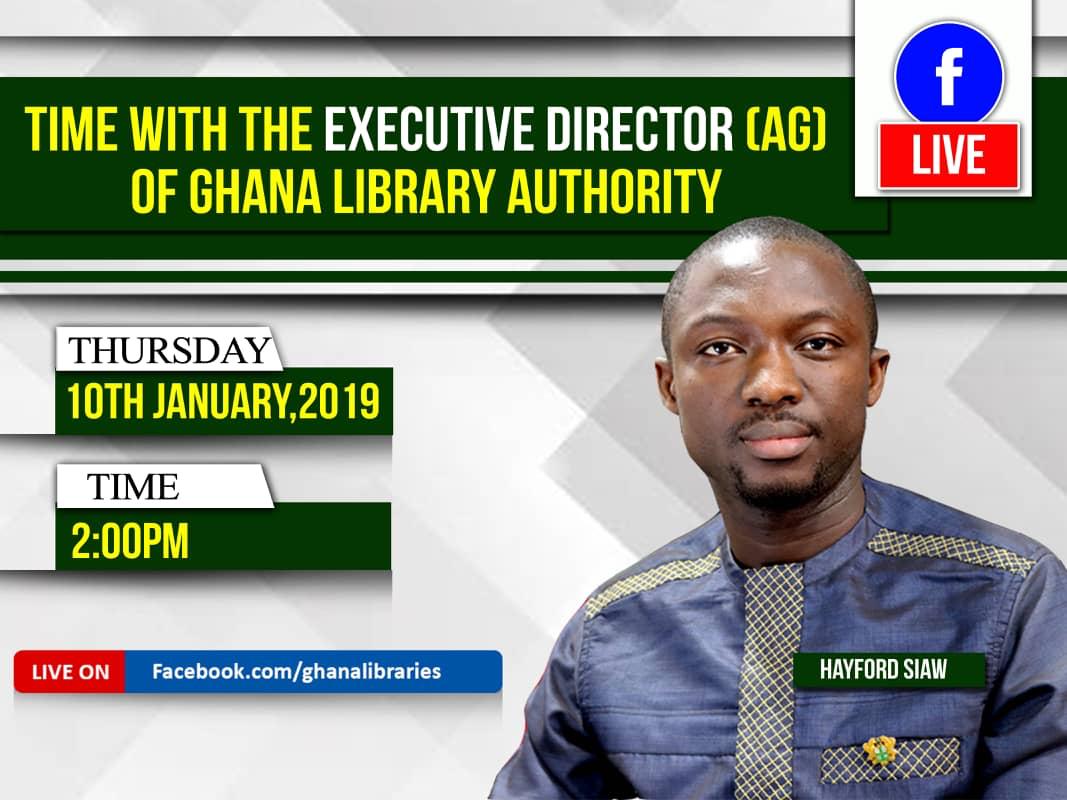 TIME WITH THE EXECUTIVE DIRECTOR (AG)
OF GHANA LIBRARY AUTHORITY
f
LIVE
THURSDAY
10TH JANUARY,2019
TIME
2:00PM
LIVE ON Facebook.com/ghanalibraries
HAYFORD SIAW